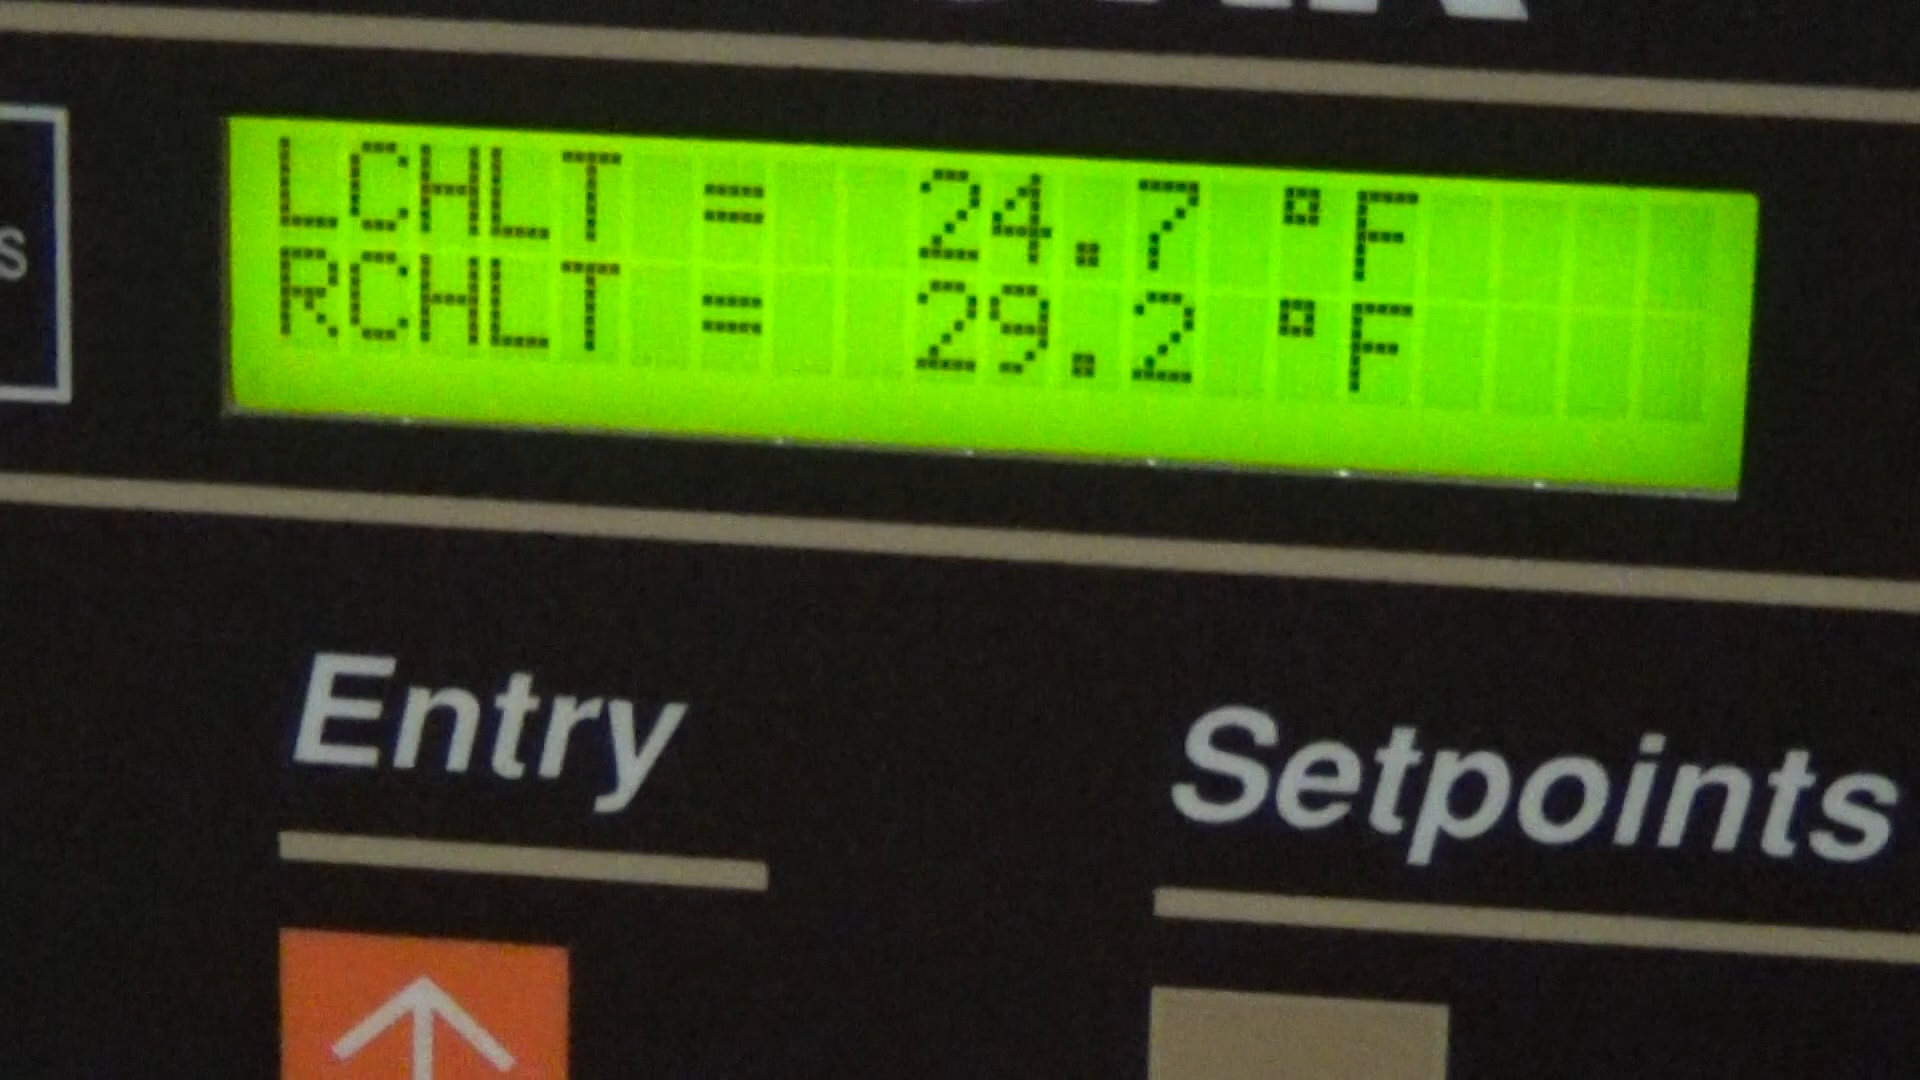 s
LCHLT = 24.7 °F
RCHLT = 29.2 °F
Entry
Setpoints